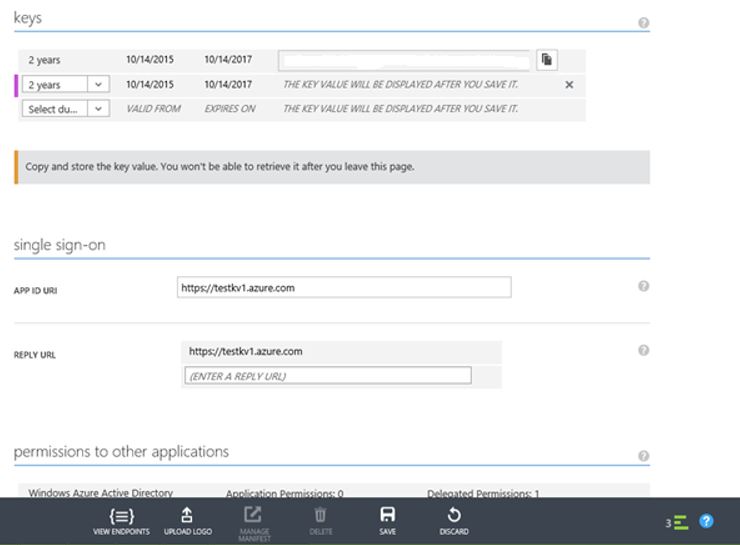 keys
2 years 10/14/2015 10/14/2017
2 years 10/14/2015 10/14/2017 THE KEY VALUE WILL BE DISPLAYED AFTER YOU SAVE IT.
Select du... VALID FROM EXPIRES ON THE KEY VALUE WILL BE DISPLAYED AFTER YOU SAVE IT.
Copy and store the key value. You won't be able to retrieve it after you leave this page.
single sign-on
APP ID URI https://testkv1.azure.com
REPLY URL https://testkv1.azure.com
(ENTER A REPLY URL)
permissions to other applications
Windows Azure Active Directory Application Permissions: 0 Delegated Permissions: 1
VIEW ENDPOINTS UPLOAD LOGO MANAGE MANIFEST DELETE SAVE DISCARD 3